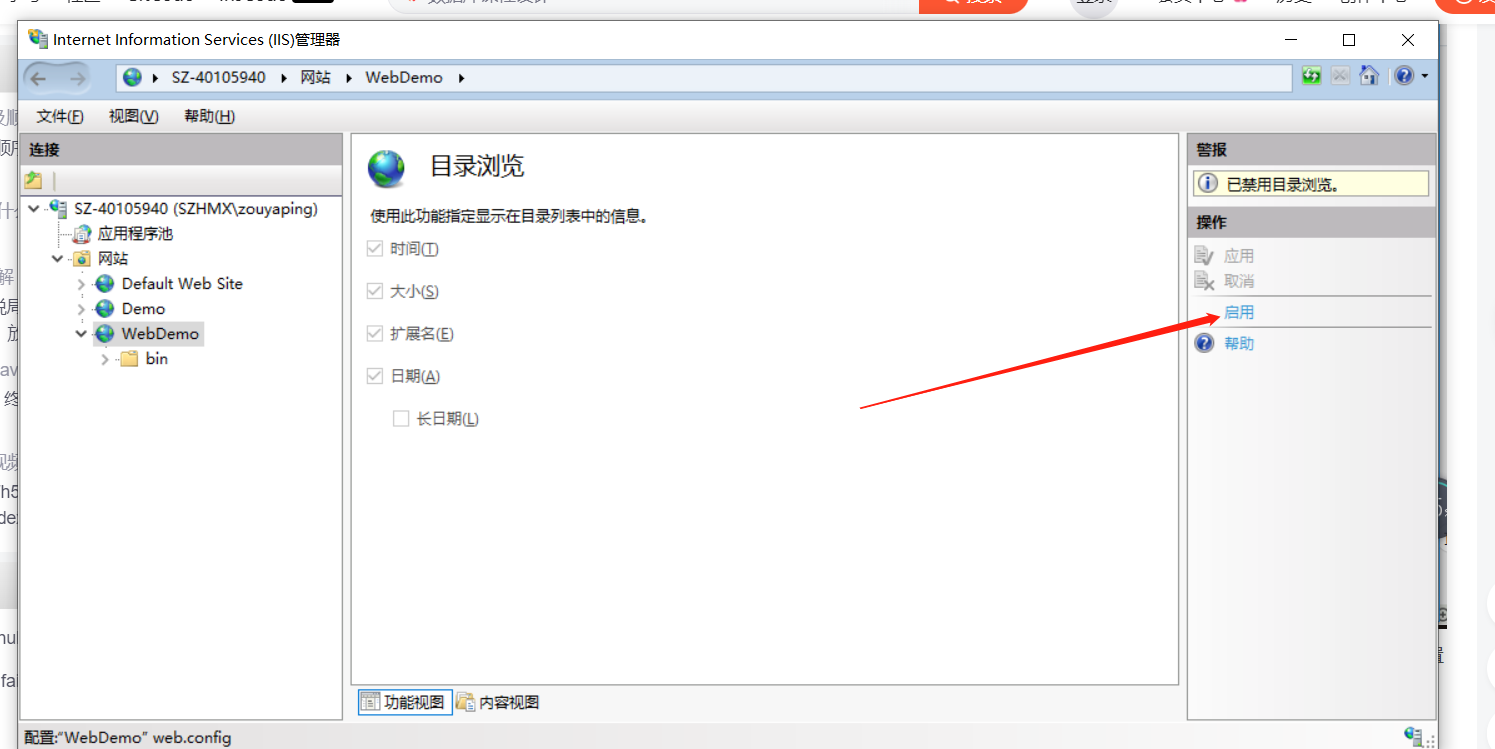 Internet Information Services (IIS)管理器
SZ-40105940
网站
WebDemo
文件(F)
视图(V)
帮助(H)
连接
SZ-40105940 (SZHMX\zouyaping)
应用程序池
网站
Default Web Site
Demo
WebDemo
bin
目录浏览
使用此功能指定显示在目录列表中的信息。
时间(T)
大小(S)
扩展名(E)
日期(A)
长日期(L)
功能视图
内容视图
警报
已禁用目录浏览。
操作
应用
取消
启用
帮助
配置:“WebDemo” web.config